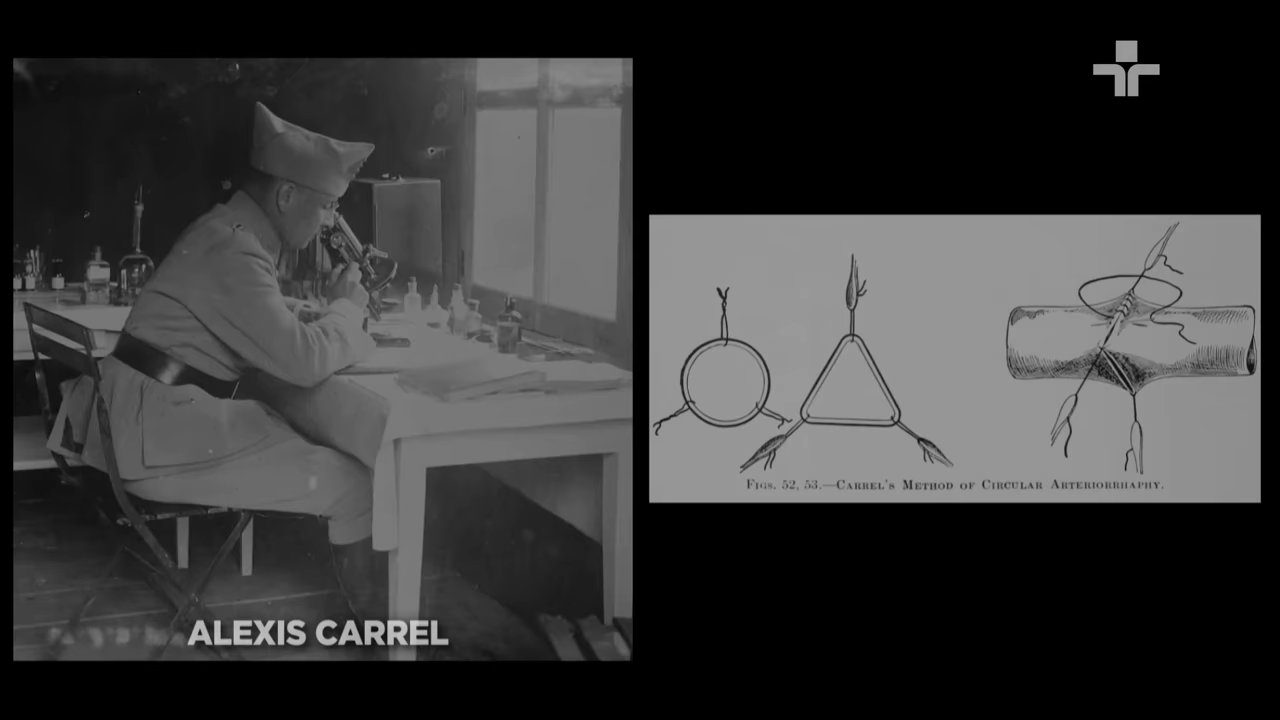 ALEXIS CARREL
Figs. 52, 53.—Carrel's Method of Circular Arteriorrhaphy.